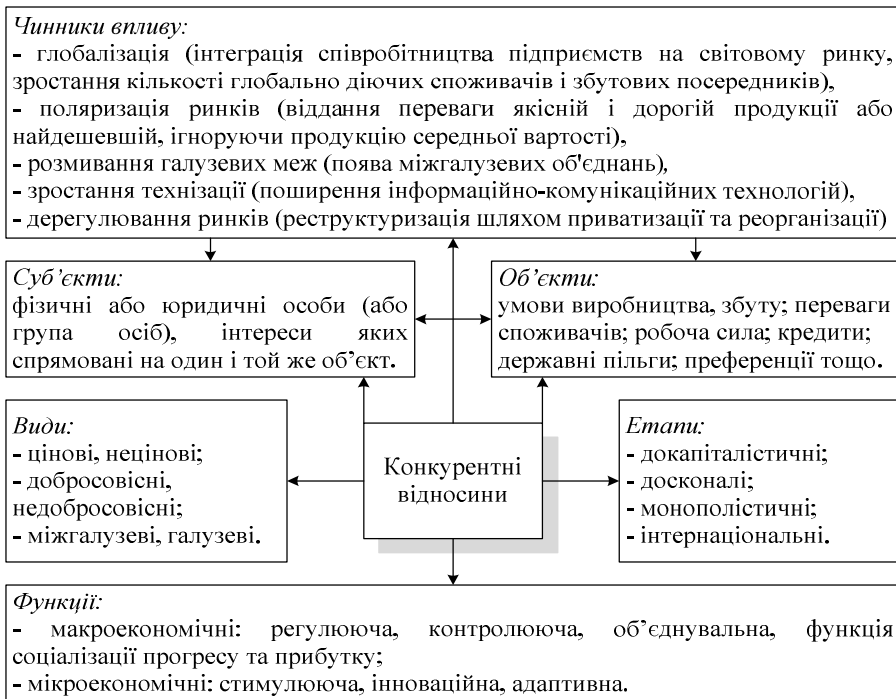 Чинники впливу:
- глобалізація (інтеграція співробітництва підприємств на світовому ринку,
зростання кількості глобально діючих споживачів і збутових посередників),
- поляризація ринків (віддання переваги якісній і дорогій продукції або
найдешевшій, ігноруючи продукцію середньої вартості),
- розмивання галузевих меж (поява міжгалузевих об'єднань),
- зростання технізації (поширення інформаційно-комунікаційних технологій),
- дерегулювання ринків (реструктуризація шляхом приватизації та реорганізації)
Суб’єкти:
фізичні або юридичні особи (або
група осіб), інтереси яких
спрямовані на один і той же об’єкт.
Об’єкти:
умови виробництва, збуту; переваги
споживачів; робоча сила; кредити;
державні пільги; преференції тощо.
Види:
- цінові, нецінові;
- добросовісні,
недобросовісні;
- міжгалузеві, галузеві.
Конкурентні
відносини
Етапи:
- докапіталістичні;
- досконалі;
- монополістичні;
- інтернаціональні.
Функції:
- макроекономічні: регулююча, контролююча, об’єднувальна, функція
соціалізації прогресу та прибутку;
- мікроекономічні: стимулююча, інноваційна, адаптивна.